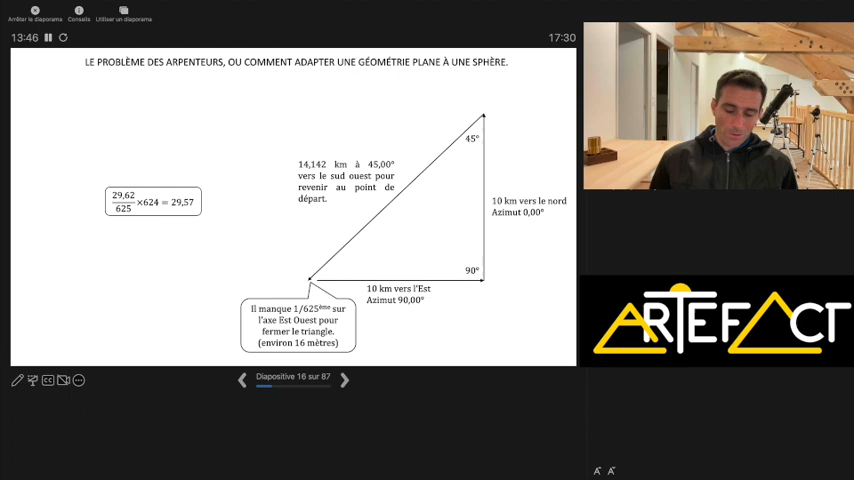 Arrêter le diaporama Conseils Utiliser un diaporama
13:46 17:30
LE PROBLÈME DES ARPENTEURS, OU COMMENT ADAPTER UNE GÉOMÉTRIE PLANE À UNE SPHÈRE.
45°
14,142 km à 45,00°
vers le sud ouest pour
revenir au point de
départ.
29,62
625
×624 = 29,57
10 km vers le nord
Azimut 0,00°
90°
10 km vers l'Est
Azimut 90,00°
Il manque 1/625ème sur
l'axe Est Ouest pour
fermer le triangle.
(environ 16 mètres)
ARTEFACT
Diapositive 16 sur 87
A A